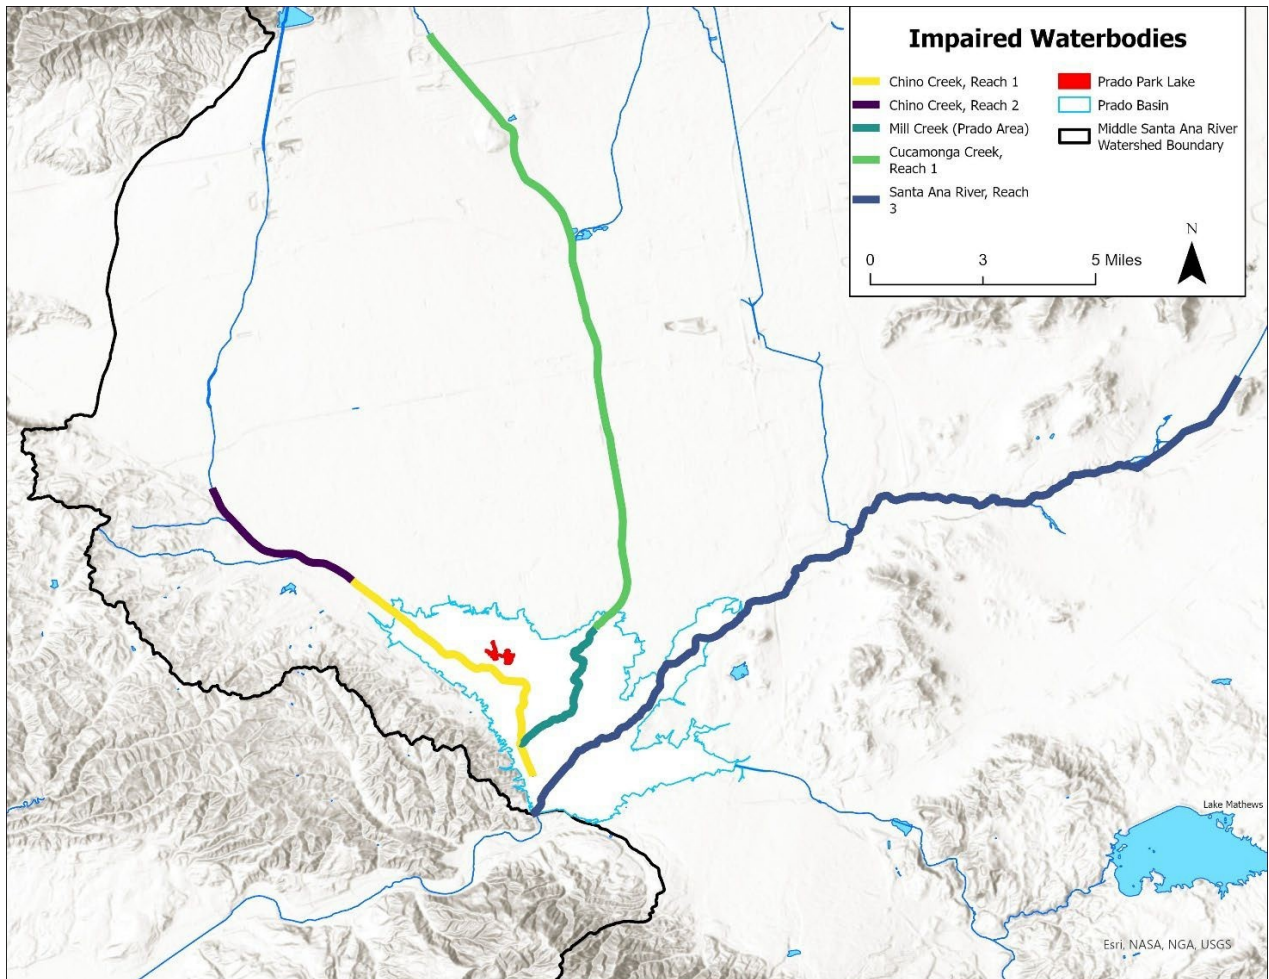 Impaired Waterbodies
Chino Creek, Reach 1
Chino Creek, Reach 2
Mill Creek (Prado Area)
Cucamonga Creek,
Reach 1
Santa Ana River, Reach
3
Prado Park Lake
Prado Basin
Middle Santa Ana River
Watershed Boundary
N
0 3 5 Miles
Lake Mathews
Esri, NASA, NGA, USGS